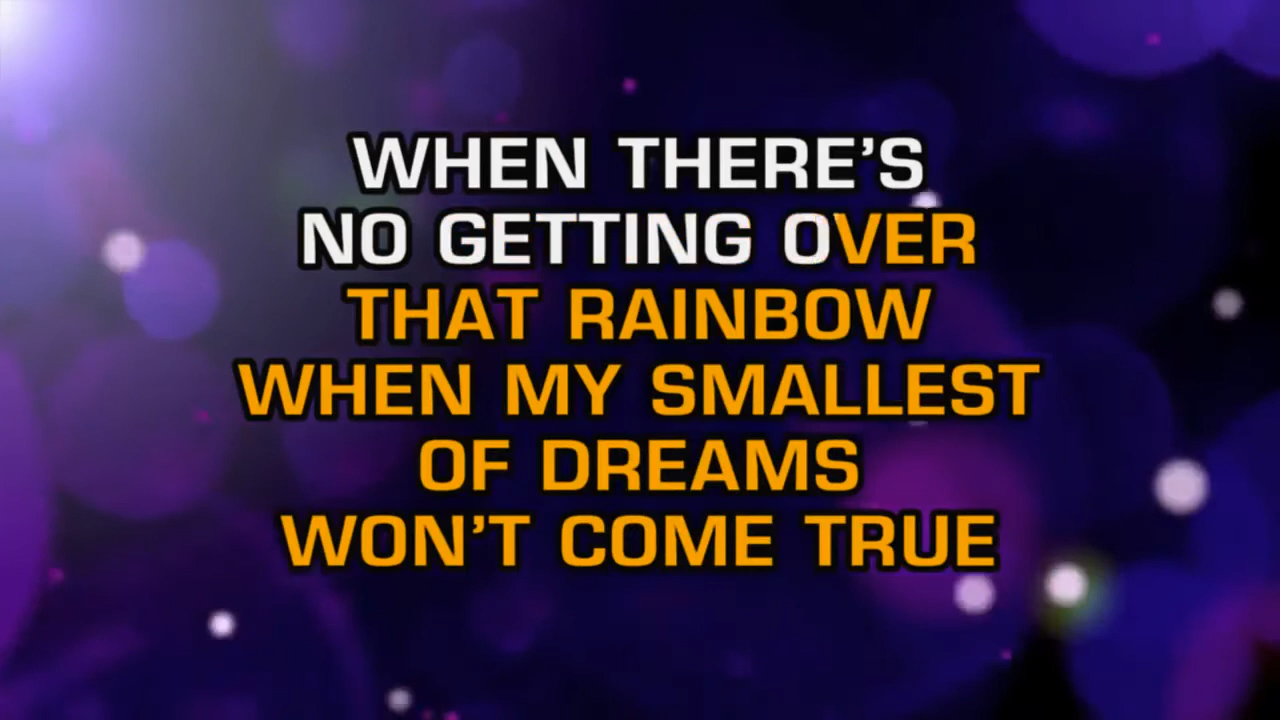 WHEN THERE'S
NO GETTING OVER
THAT RAINBOW
WHEN MY SMALLEST
OF DREAMS
WON'T COME TRUE